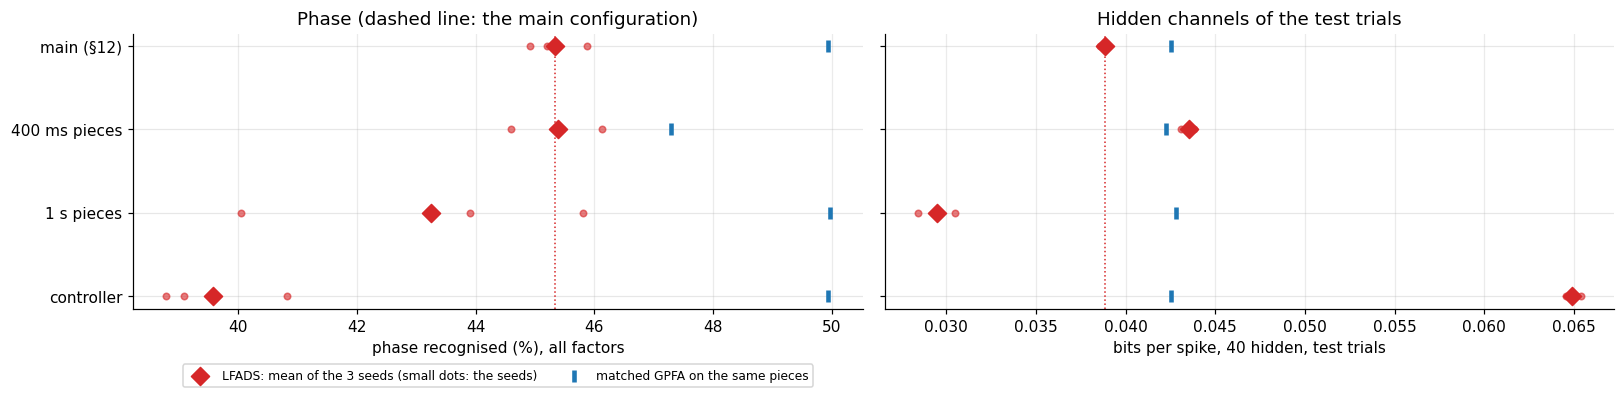 Phase (dashed line: the main configuration)
Hidden channels of the test trials
main (§12)
400 ms pieces
1 s pieces
controller
40
42
44
46
48
50
0.030
0.035
0.040
0.045
0.050
0.055
0.060
0.065
phase recognised (%), all factors
bits per spike, 40 hidden, test trials
LFADS: mean of the 3 seeds (small dots: the seeds)
matched GPFA on the same pieces